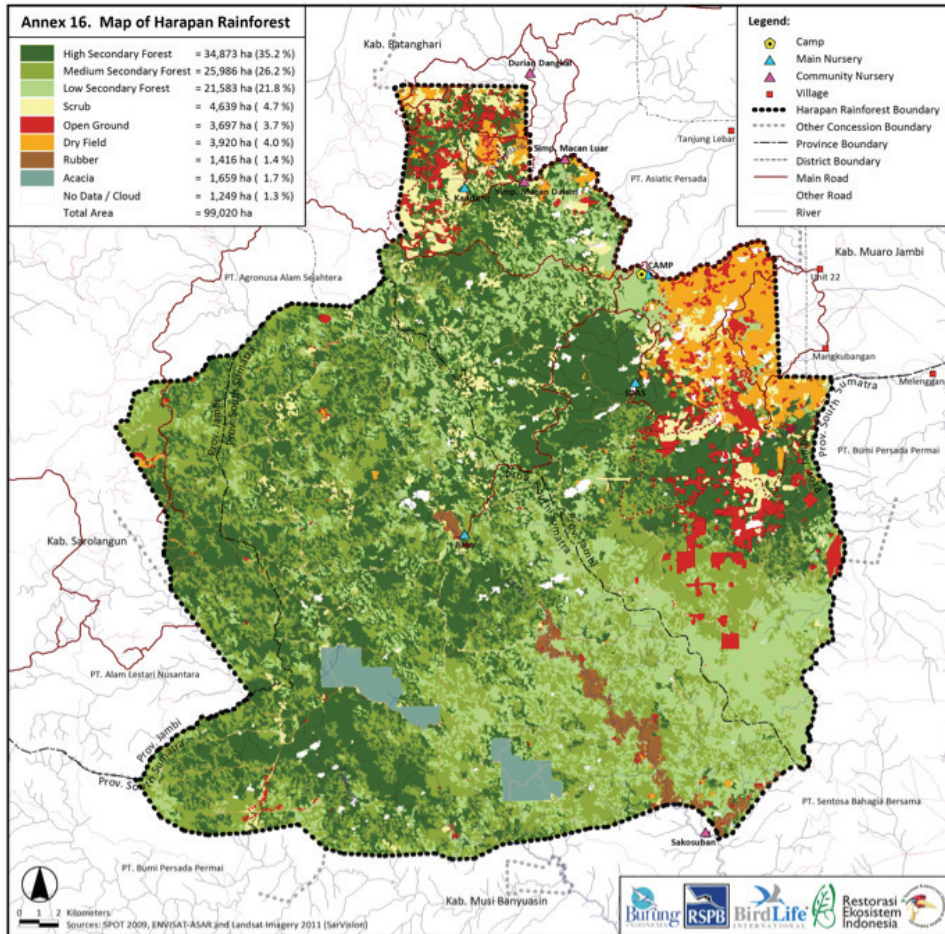 Annex 16. Map of Harapan Rainforest
High Secondary Forest = 34,873 ha (35.2 %)
Medium Secondary Forest = 25,986 ha (26.2 %)
Low Secondary Forest = 21,583 ha (21.8 %)
Scrub = 4,639 ha ( 4.7 %)
Open Ground = 3,697 ha ( 3.7 %)
Dry Field = 3,920 ha ( 4.0 %)
Rubber = 1,416 ha ( 1.4 %)
Acacia = 1,659 ha ( 1.7 %)
No Data / Cloud = 1,249 ha ( 1.3 %)
Total Area = 99,020 ha
Legend:
Camp
Main Nursery
Community Nursery
Village
Harapan Rainforest Boundary
Other Concession Boundary
Province Boundary
District Boundary
Main Road
Other Road
River
Kab. Batanghari
Durian Dangkal
Tanjung Lebar
Simp. Macan Luar
PT. Asiatic Persada
Simp. Macan Dalam
Kandang
CAMP
Kab. Muaro Jambi
Unit 22
PT. Agronusa Alam Sejahtera
Mangkubangan
Melenggan
Prov. South Sumatra
PT. Bumi Persada Permai
Prov. Jambi
Kab. Sarolangun
PT. Alam Lestari Nusantara
Prov. Jambi
Prov. South Sumatra
PT. Sentosa Bahagia Bersama
Sakosuban
PT. Bumi Persada Permai
Kab. Musi Banyuasin
0 1 2 Kilometers
Sources: SPOT 2009, ENVISAT-ASAR and Landsat Imagery 2011 (SarVision)
Burung
INDONESIA
RSPB
BirdLife
INTERNATIONAL
Restorasi
Ekosistem
Indonesia